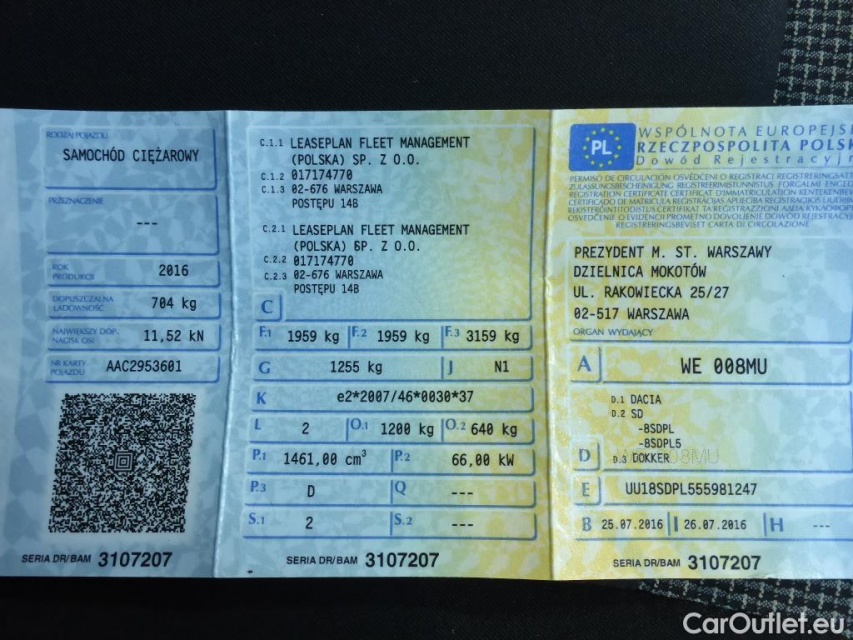 RODZAJ POJAZDU
SAMOCHÓD CIĘŻAROWY
PRZEZNACZENIE
---
ROK PRODUKCJI
2016
DOPUSZCZALNA ŁADOWNOŚĆ
704 kg
NAJWIĘKSZY DOP. NACISK OSI
11,52 kN
NR KARTY POJAZDU
AAC2953601
SERIA DR/BAM 3107207
C.1.1 LEASEPLAN FLEET MANAGEMENT
(POLSKA) SP. Z O.O.
C.1.2 017174770
C.1.3 02-676 WARSZAWA
POSTĘPU 14B
C.2.1 LEASEPLAN FLEET MANAGEMENT
(POLSKA) SP. Z O.O.
C.2.2 017174770
C.2.3 02-676 WARSZAWA
POSTĘPU 14B
C
F.1 1959 kg F.2 1959 kg F.3 3159 kg
G 1255 kg J N1
K e2*2007/46*0030*37
L 2 O.1 1200 kg O.2 640 kg
P.1 1461,00 cm³ P.2 66,00 kW
P.3 D Q ---
S.1 2 S.2 ---
SERIA DR/BAM 3107207
PL
WSPÓLNOTA EUROPEJS
RZECZPOSPOLITA POLSK
Dowód Rejestracyjn
PREZYDENT M. ST. WARSZAWY
DZIELNICA MOKOTÓW
UL. RAKOWIECKA 25/27
02-517 WARSZAWA
ORGAN WYDAJĄCY
A WE 008MU
D.1 DACIA
D.2 SD
-8SDPL
-8SDPL5
D D.3 DOKKER
E UU18SDPL555981247
B 25.07.2016 I 26.07.2016 H ---
SERIA DR/BAM 3107207
CarOutlet.eu